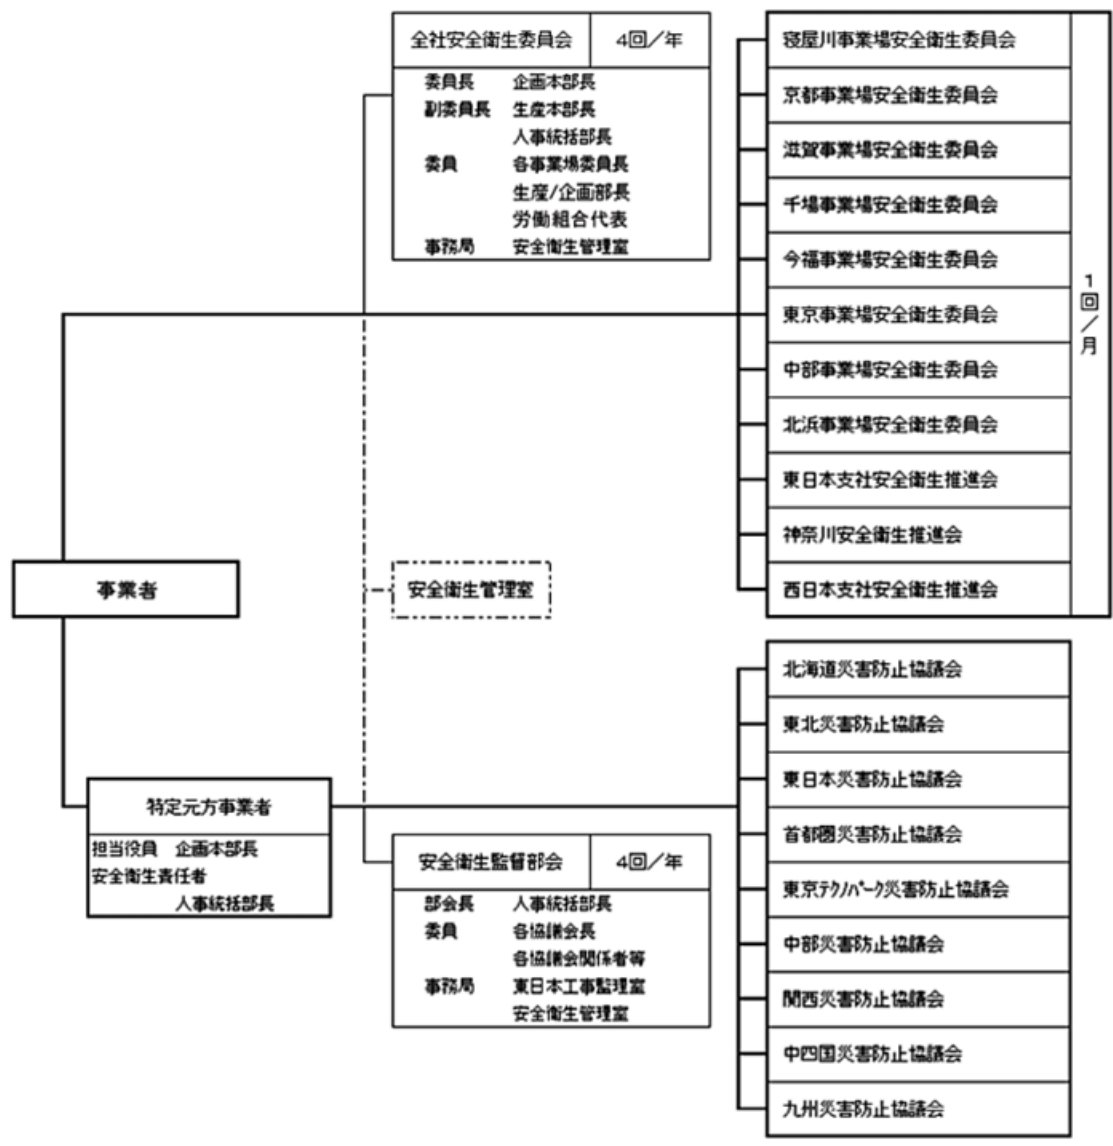 全社安全衛生委員会 4回／年
委員長 企画本部長
副委員長 生産本部長
人事統括部長
委員 各事業場委員長
生産/企画部長
労働組合代表
事務局 安全衛生管理室
寝屋川事業場安全衛生委員会
京都事業場安全衛生委員会
滋賀事業場安全衛生委員会
千場事業場安全衛生委員会
今福事業場安全衛生委員会
東京事業場安全衛生委員会
中部事業場安全衛生委員会
北浜事業場安全衛生委員会
東日本支社安全衛生推進会
神奈川安全衛生推進会
西日本支社安全衛生推進会
1回／月
事業者
安全衛生管理室
特定元方事業者
担当役員 企画本部長
安全衛生責任者
人事統括部長
安全衛生監督部会 4回／年
部会長 人事統括部長
委員 各協議会長
各協議会関係者等
事務局 東日本工事監理室
安全衛生管理室
北海道災害防止協議会
東北災害防止協議会
東日本災害防止協議会
首都圏災害防止協議会
東京ﾃｸﾉﾊﾟｰｸ災害防止協議会
中部災害防止協議会
関西災害防止協議会
中四国災害防止協議会
九州災害防止協議会